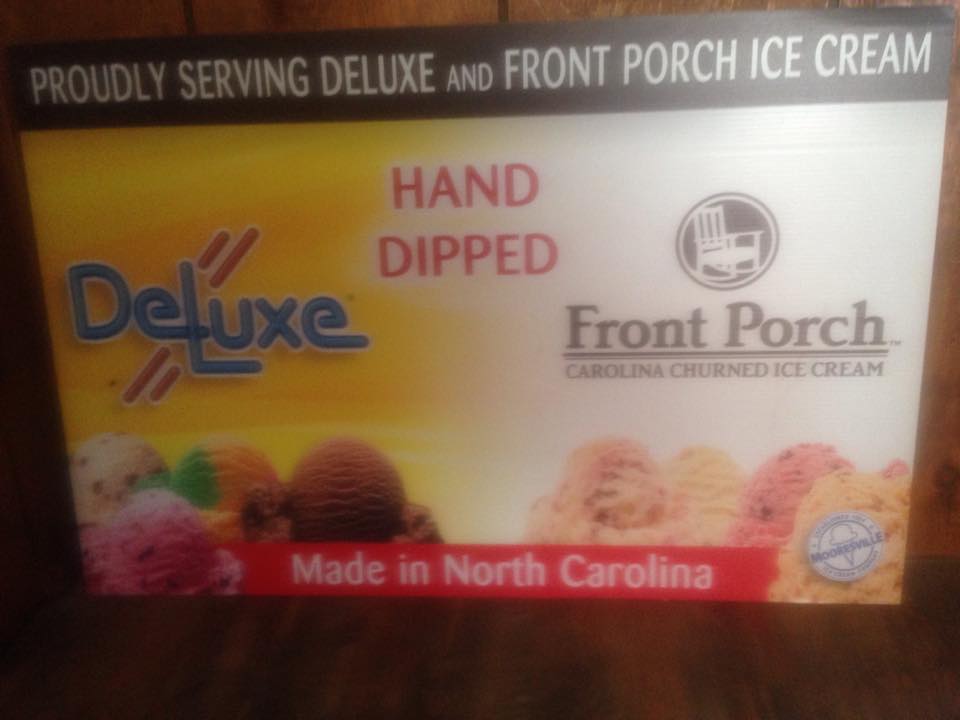 PROUDLY SERVING DELUXE AND FRONT PORCH ICE CREAM
HAND
DIPPED
DeLuxe
Front Porch™
CAROLINA CHURNED ICE CREAM
Made in North Carolina
MOORESVILLE